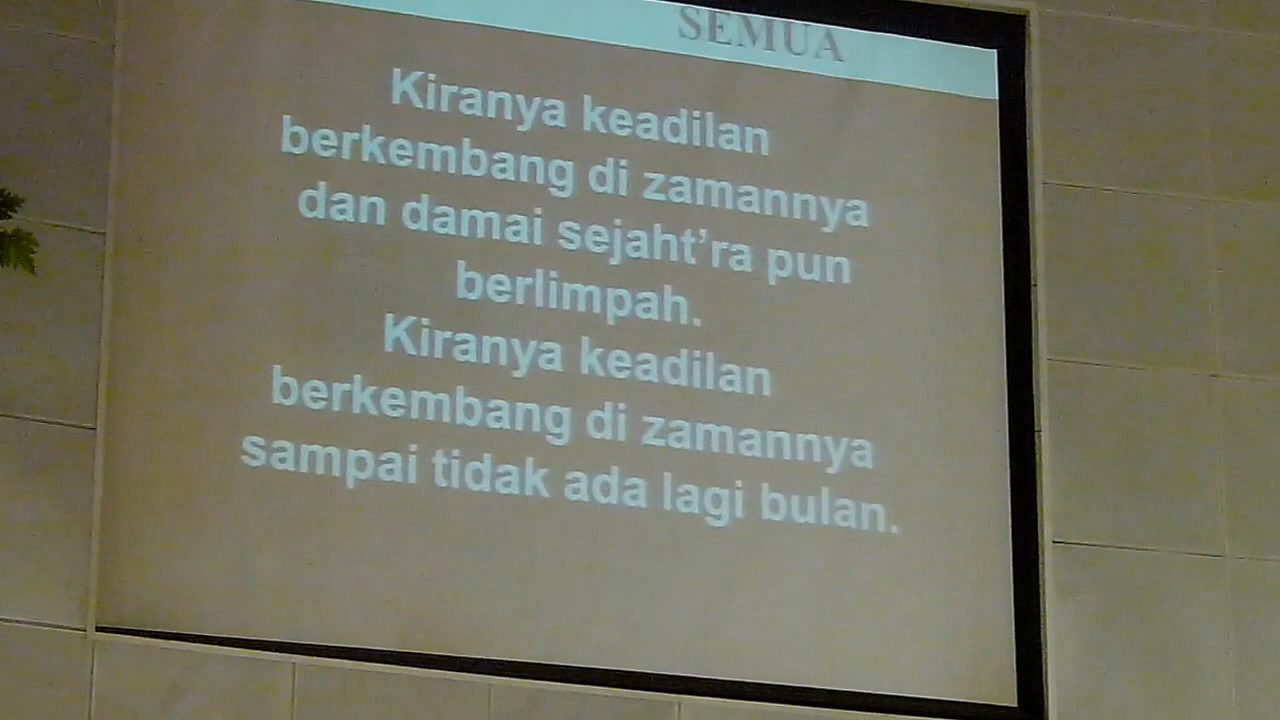 SEMUA
Kiranya keadilan
berkembang di zamannya
dan damai sejaht’ra pun
berlimpah.
Kiranya keadilan
berkembang di zamannya
sampai tidak ada lagi bulan.